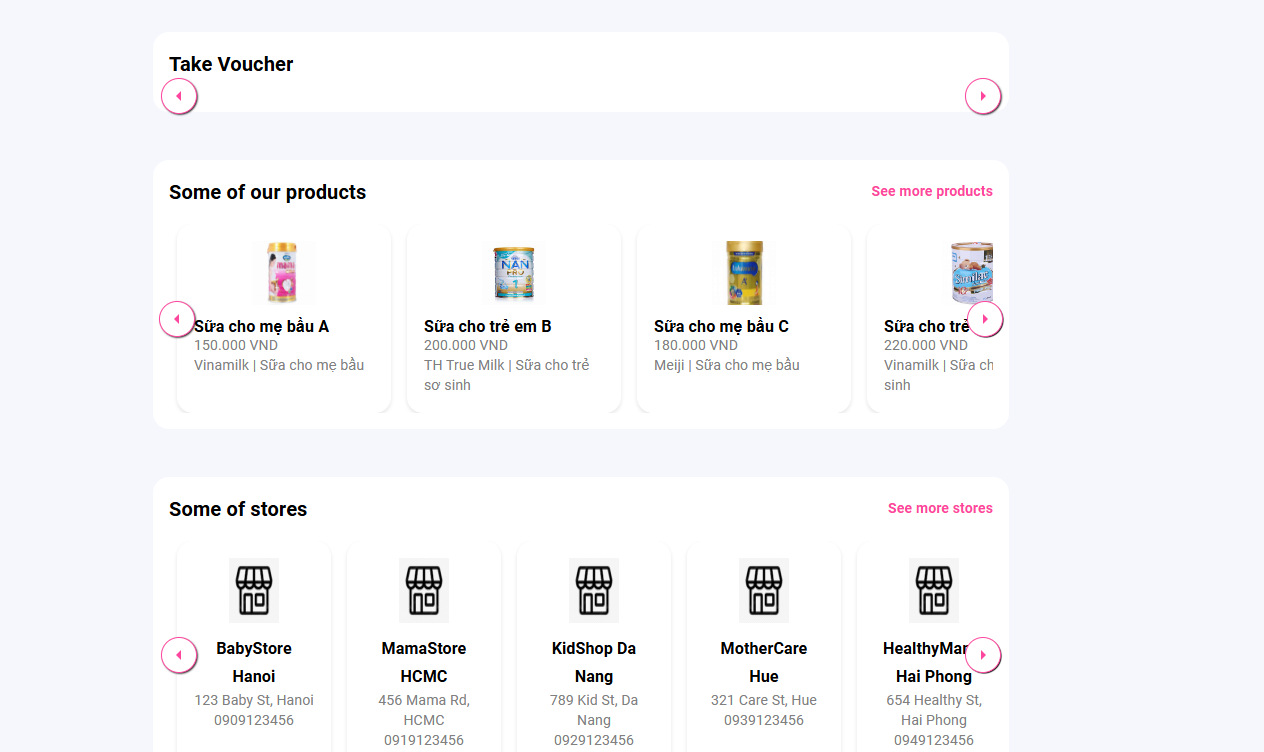 Take Voucher
Some of our products
See more products
NAN
PRO
1
Sữa cho mẹ bầu A
150.000 VND
Vinamilk | Sữa cho mẹ bầu
Sữa cho trẻ em B
200.000 VND
TH True Milk | Sữa cho trẻ
sơ sinh
Sữa cho mẹ bầu C
180.000 VND
Meiji | Sữa cho mẹ bầu
Sữa cho trẻ
220.000 VND
Vinamilk | Sữa ch
sinh
Some of stores
See more stores
BabyStore
Hanoi
123 Baby St, Hanoi
0909123456
MamaStore
HCMC
456 Mama Rd,
HCMC
0919123456
KidShop Da
Nang
789 Kid St, Da
Nang
0929123456
MotherCare
Hue
321 Care St, Hue
0939123456
HealthyMar
Hai Phong
654 Healthy St,
Hai Phong
0949123456